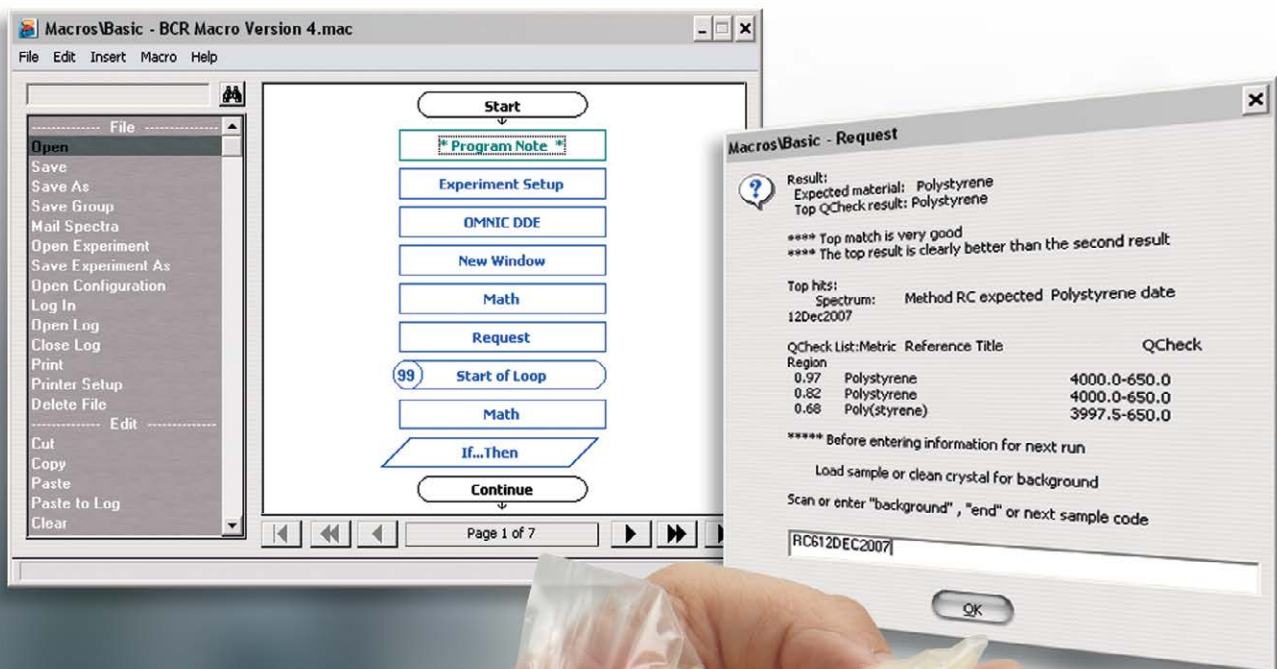 Macros\Basic - BCR Macro Version 4.mac
File Edit Insert Macro Help
------------- File -------------
Open
Save
Save As
Save Group
Mail Spectra
Open Experiment
Save Experiment As
Open Configuration
Log In
Open Log
Close Log
Print
Printer Setup
Delete File
------------- Edit -------------
Cut
Copy
Paste
Paste to Log
Clear
Start
* Program Note *
Experiment Setup
OMNIC DDE
New Window
Math
Request
99 Start of Loop
Math
If...Then
Continue
Page 1 of 7
Macros\Basic - Request
Result:
Expected material: Polystyrene
Top QCheck result: Polystyrene
**** Top match is very good
**** The top result is clearly better than the second result
Top hits:
Spectrum: Method RC expected Polystyrene date
12Dec2007
QCheck List:Metric Reference Title QCheck
Region
0.97 Polystyrene 4000.0-650.0
0.82 Polystyrene 4000.0-650.0
0.68 Poly(styrene) 3997.5-650.0
***** Before entering information for next run
Load sample or clean crystal for background
Scan or enter "background" , "end" or next sample code
RC612DEC2007
OK